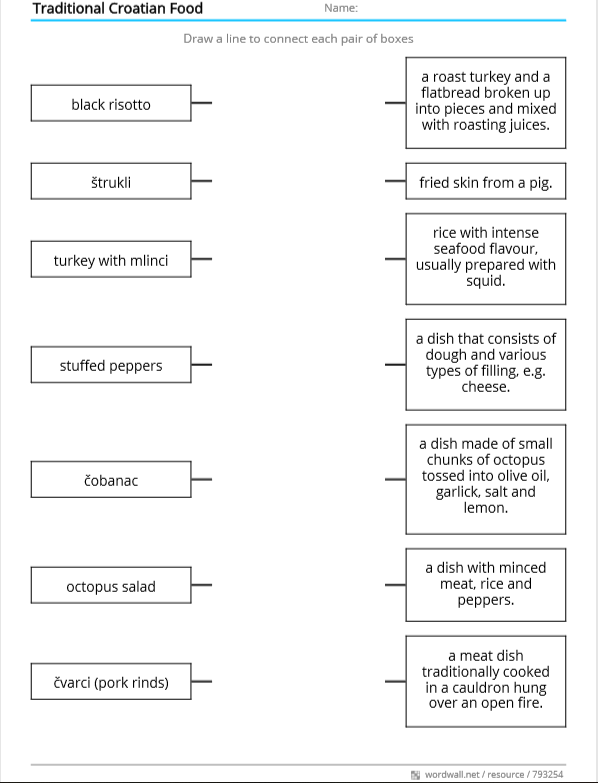 Traditional Croatian Food
Name:
Draw a line to connect each pair of boxes
black risotto
a roast turkey and a
flatbread broken up
into pieces and mixed
with roasting juices.
štrukli
fried skin from a pig.
turkey with mlinci
rice with intense
seafood flavour,
usually prepared with
squid.
stuffed peppers
a dish that consists of
dough and various
types of filling, e.g.
cheese.
čobanac
a dish made of small
chunks of octopus
tossed into olive oil,
garlick, salt and
lemon.
octopus salad
a dish with minced
meat, rice and
peppers.
čvarci (pork rinds)
a meat dish
traditionally cooked
in a cauldron hung
over an open fire.
wordwall.net / resource / 793254